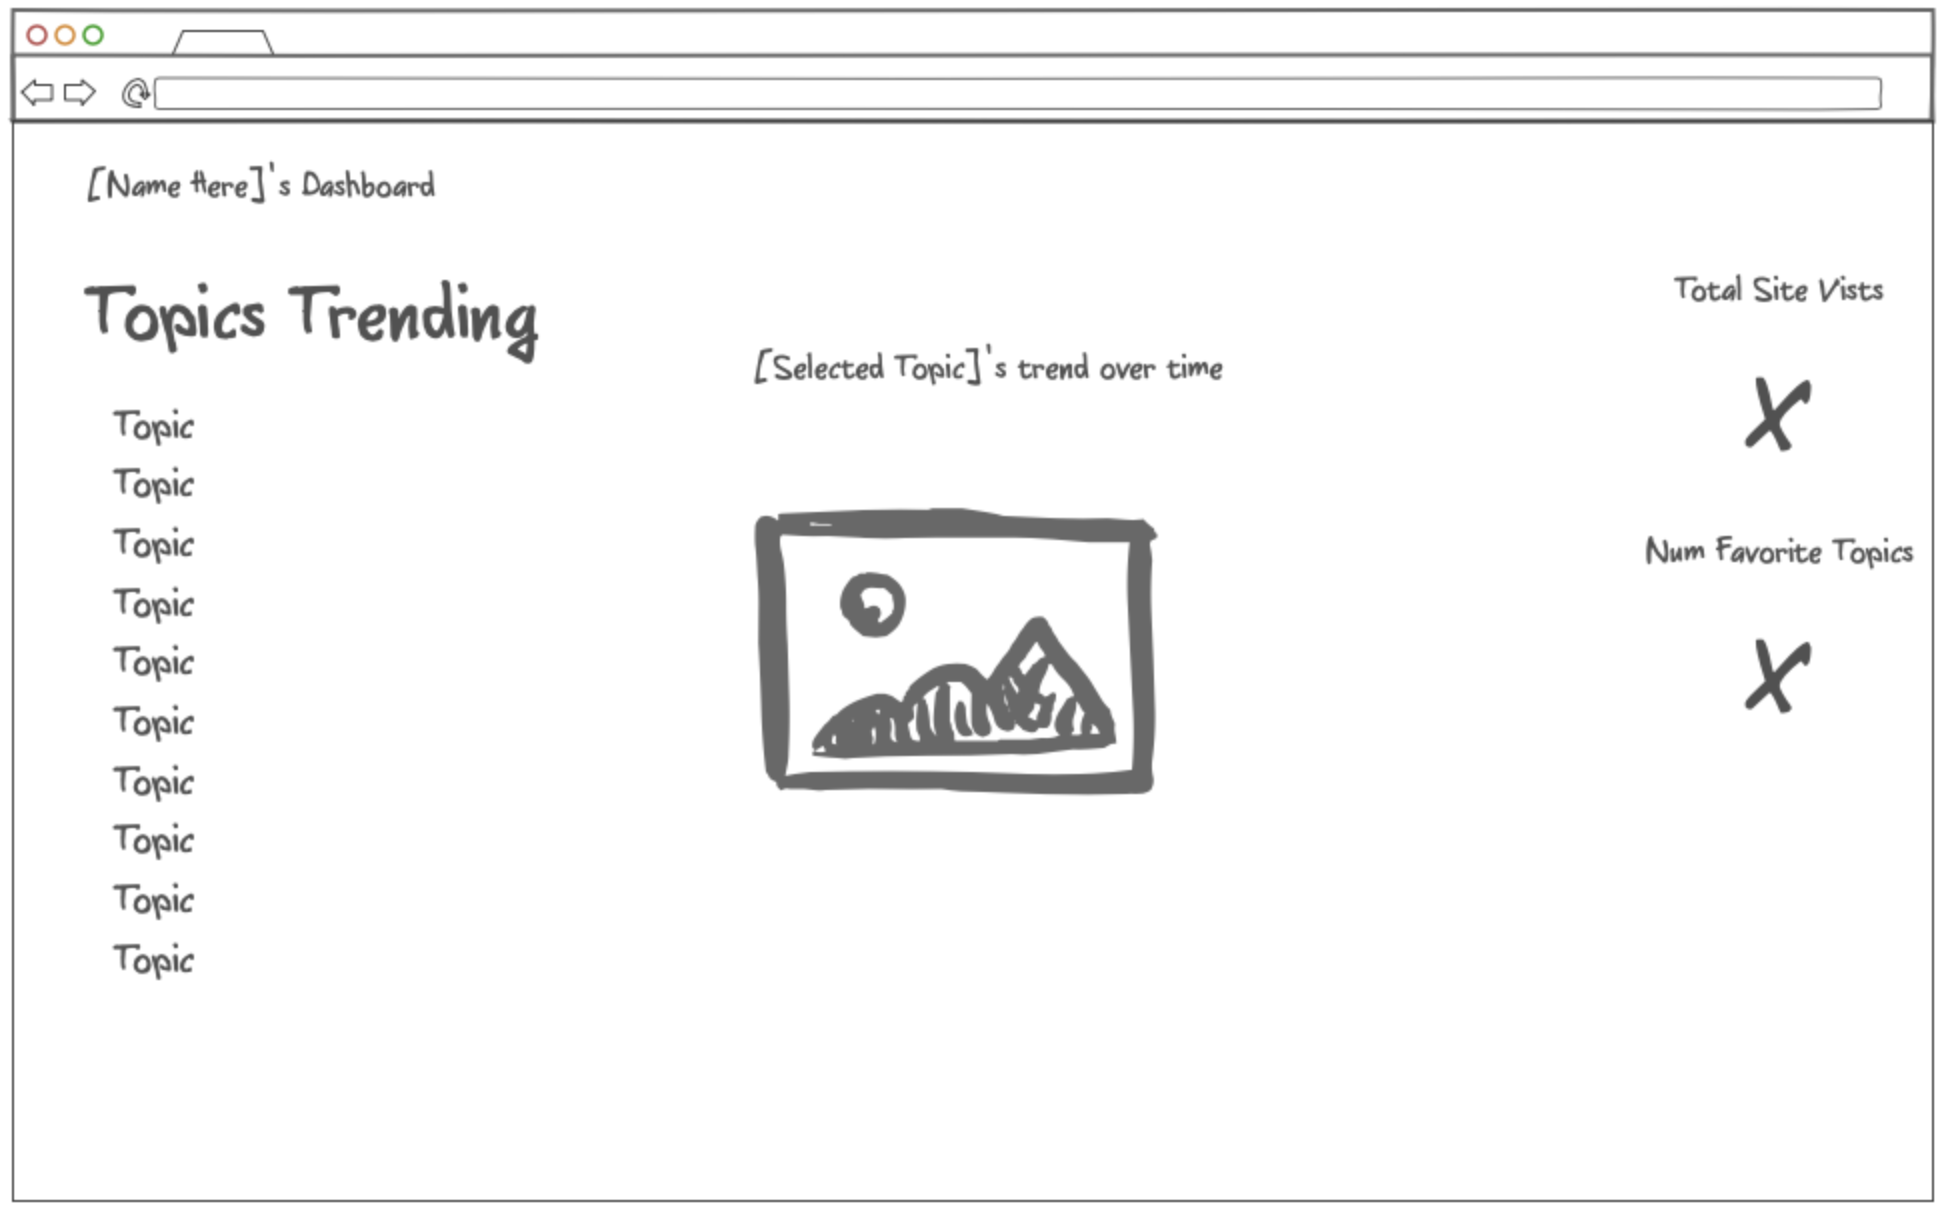 [Name Here]'s Dashboard
Topics Trending
Topic
Topic
Topic
Topic
Topic
Topic
Topic
Topic
Topic
Topic
[Selected Topic]'s trend over time
Total Site Vists
X
Num Favorite Topics
X